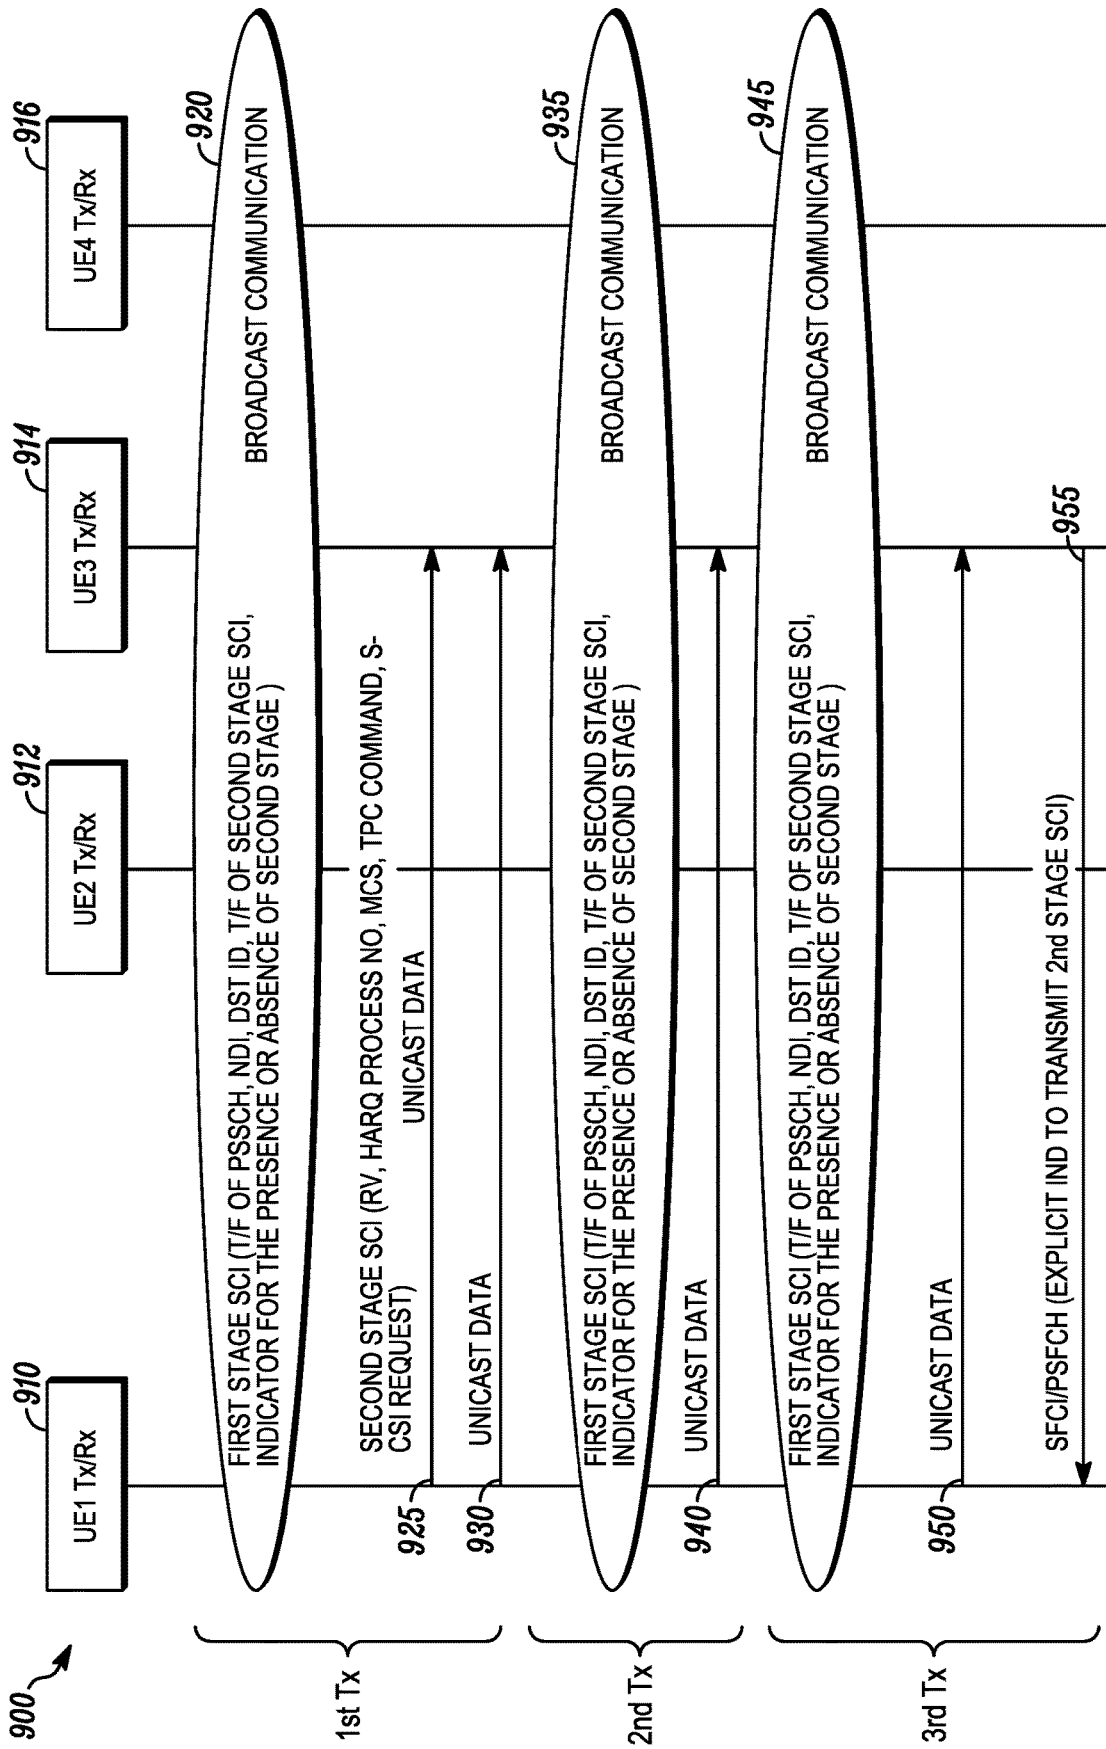 900
910
UE1 Tx/Rx
912
UE2 Tx/Rx
914
UE3 Tx/Rx
916
UE4 Tx/Rx
1st Tx
920
FIRST STAGE SCI (T/F OF PSSCH, NDI, DST ID, T/F OF SECOND STAGE SCI,
INDICATOR FOR THE PRESENCE OR ABSENCE OF SECOND STAGE )
BROADCAST COMMUNICATION
SECOND STAGE SCI (RV, HARQ PROCESS NO, MCS, TPC COMMAND, S-
CSI REQUEST)
UNICAST DATA
925
UNICAST DATA
930
2nd Tx
935
FIRST STAGE SCI (T/F OF PSSCH, NDI, DST ID, T/F OF SECOND STAGE SCI,
INDICATOR FOR THE PRESENCE OR ABSENCE OF SECOND STAGE )
BROADCAST COMMUNICATION
UNICAST DATA
940
3rd Tx
945
FIRST STAGE SCI (T/F OF PSSCH, NDI, DST ID, T/F OF SECOND STAGE SCI,
INDICATOR FOR THE PRESENCE OR ABSENCE OF SECOND STAGE )
BROADCAST COMMUNICATION
UNICAST DATA
950
SFCI/PSFCH (EXPLICIT IND TO TRANSMIT 2nd STAGE SCI)
955